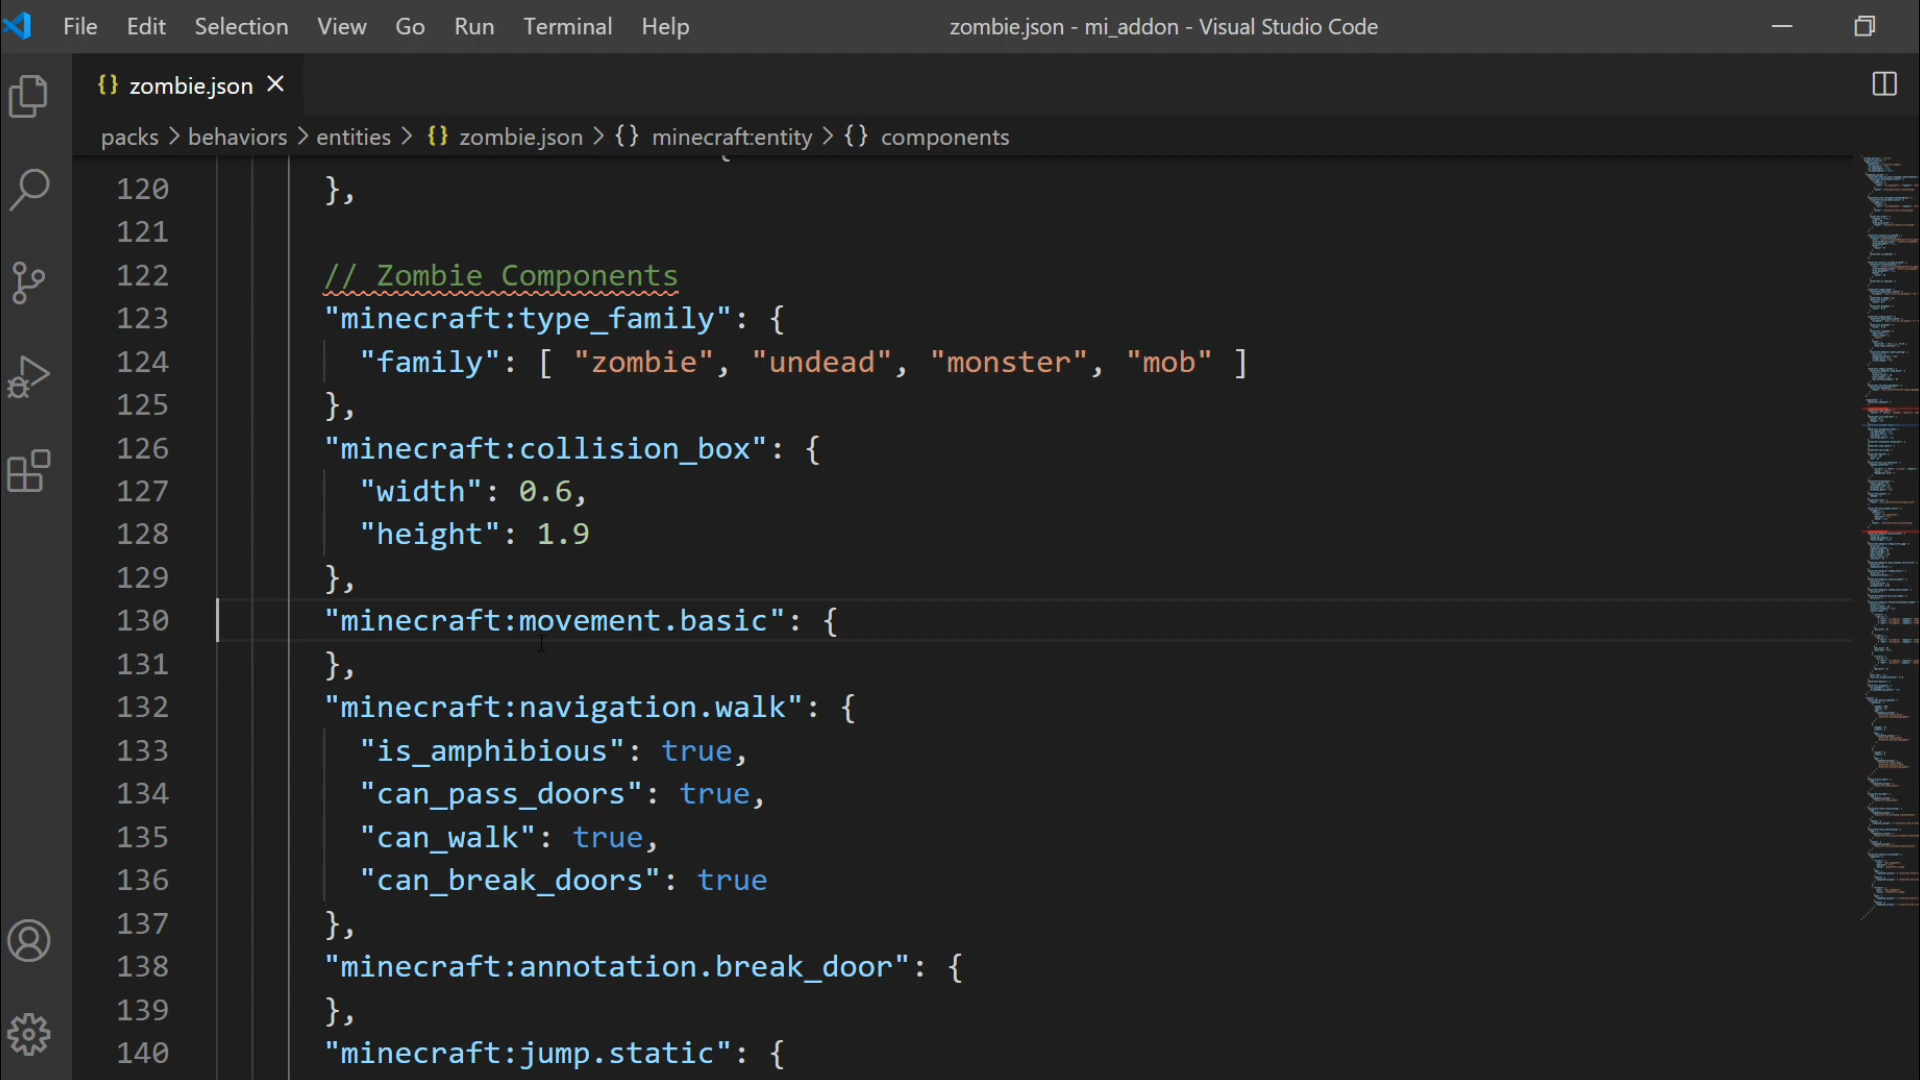 File Edit Selection View Go Run Terminal Help zombie.json - mi_addon - Visual Studio Code
{} zombie.json ×
packs > behaviors > entities > {} zombie.json > {} minecraft:entity > {} components
120 },
121
122 // Zombie Components
123 "minecraft:type_family": {
124 "family": [ "zombie", "undead", "monster", "mob" ]
125 },
126 "minecraft:collision_box": {
127 "width": 0.6,
128 "height": 1.9
129 },
130 "minecraft:movement.basic": {
131 },
132 "minecraft:navigation.walk": {
133 "is_amphibious": true,
134 "can_pass_doors": true,
135 "can_walk": true,
136 "can_break_doors": true
137 },
138 "minecraft:annotation.break_door": {
139 },
140 "minecraft:jump.static": {